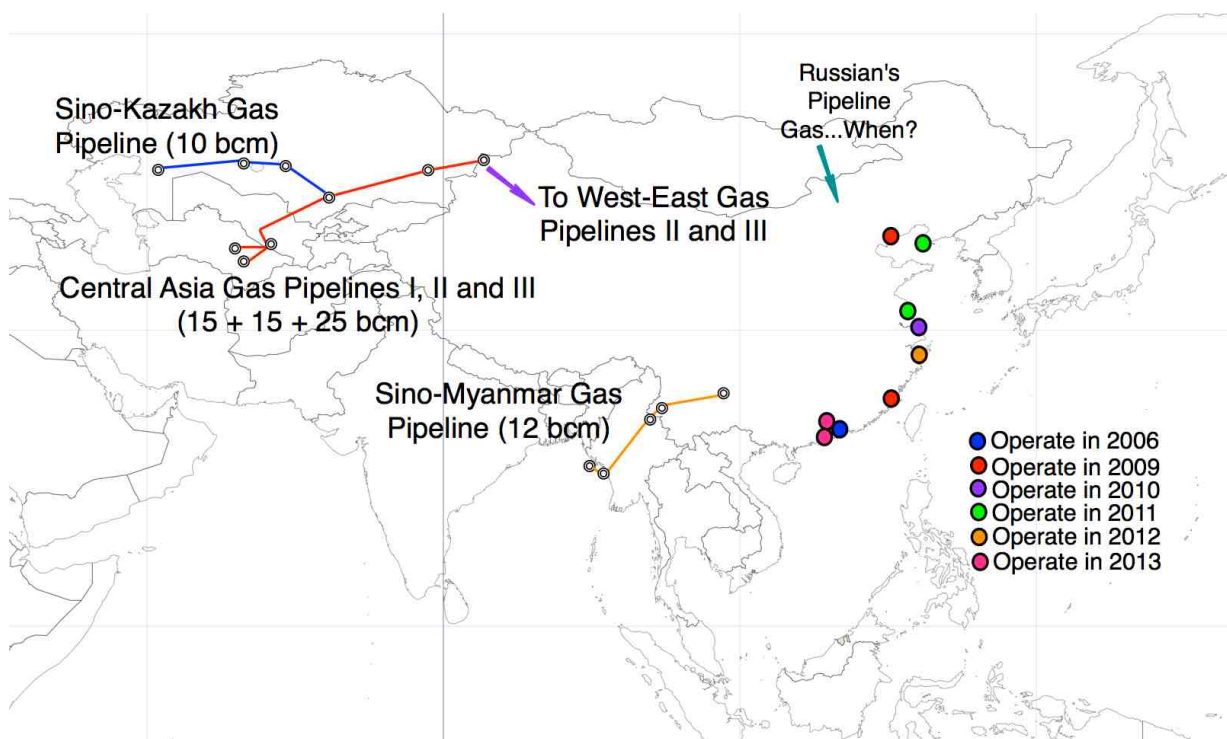 Russian's
Pipeline
Gas...When?
Sino-Kazakh Gas
Pipeline (10 bcm)
To West-East Gas
Pipelines II and III
Central Asia Gas Pipelines I, II and III
(15 + 15 + 25 bcm)
Sino-Myanmar Gas
Pipeline (12 bcm)
Operate in 2006
Operate in 2009
Operate in 2010
Operate in 2011
Operate in 2012
Operate in 2013